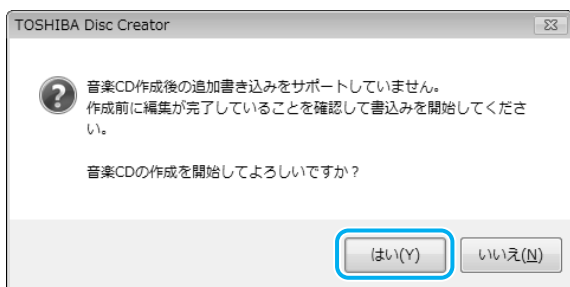 TOSHIBA Disc Creator
音楽CD作成後の追加書き込みをサポートしていません。
作成前に編集が完了していることを確認して書込みを開始してくださ
い。
音楽CDの作成を開始してよろしいですか？
はい(Y)
いいえ(N)